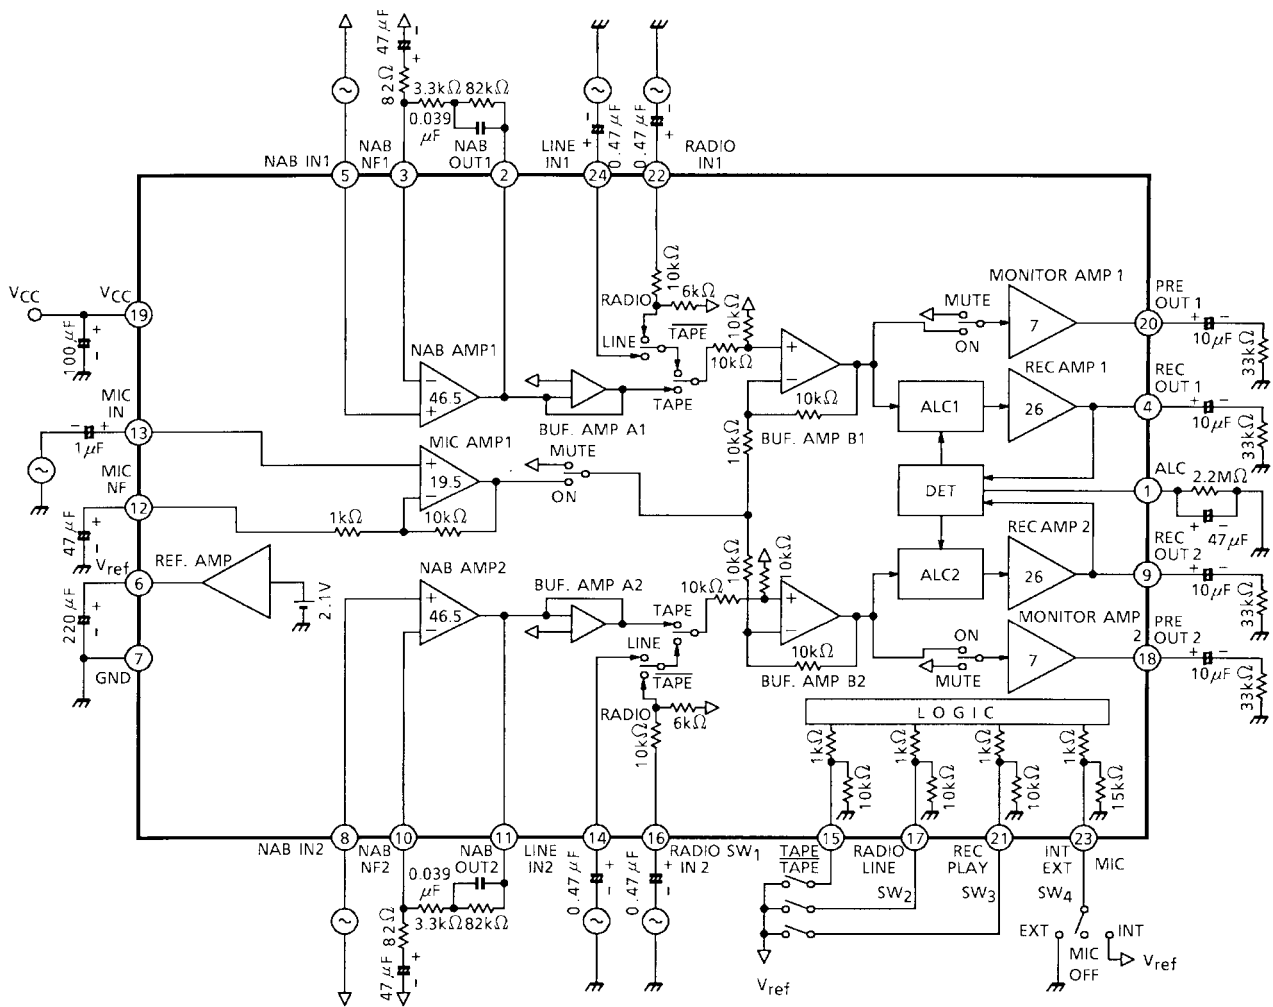 47μF
-
+
82Ω
3.3kΩ
82kΩ
0.039
μF
NAB IN1
NAB
NF1
NAB
OUT1
LINE
IN1
-
+
0.47μF
-
+
0.47μF
RADIO
IN1
5
3
2
24
22
VCC
VCC
19
100μF
+
-
MIC
IN
13
-
+
1μF
MIC
NF
12
47μF
+
-
Vref
6
REF. AMP
2.1V
220μF
+
-
7
GND
NAB AMP1
-
46.5
+
MIC AMP1
+
19.5
-
1kΩ
10kΩ
BUF. AMP A1
MUTE
ON
10kΩ
RADIO
6kΩ
LINE
TAPE
TAPE
10kΩ
10kΩ
+
-
10kΩ
BUF. AMP B1
10kΩ
MUTE
ON
MONITOR AMP 1
7
PRE
OUT 1
20
+
-
10μF
33kΩ
ALC1
REC AMP 1
26
REC
OUT 1
4
+
-
10μF
33kΩ
DET
ALC
1
2.2MΩ
+
-
47μF
ALC2
REC AMP 2
26
REC
OUT 2
9
+
-
10μF
33kΩ
MONITOR AMP
2
7
ON
MUTE
PRE
OUT 2
18
+
-
10μF
33kΩ
NAB AMP2
+
46.5
-
BUF. AMP A2
TAPE
LINE
TAPE
RADIO
6kΩ
10kΩ
10kΩ
10kΩ
10kΩ
+
-
10kΩ
BUF. AMP B2
LOGIC
1kΩ
10kΩ
1kΩ
10kΩ
1kΩ
10kΩ
1kΩ
15kΩ
8
10
11
14
16
15
17
21
23
NAB IN2
NAB
NF2
NAB
OUT2
LINE
IN2
RADIO
IN 2
SW1
TAPE
TAPE
RADIO
LINE
SW2
REC
PLAY
SW3
INT
EXT
MIC
SW4
0.039
μF
3.3kΩ
82kΩ
82Ω
47μF
+
-
0.47μF
+
-
0.47μF
+
-
Vref
EXT
MIC
OFF
INT
Vref